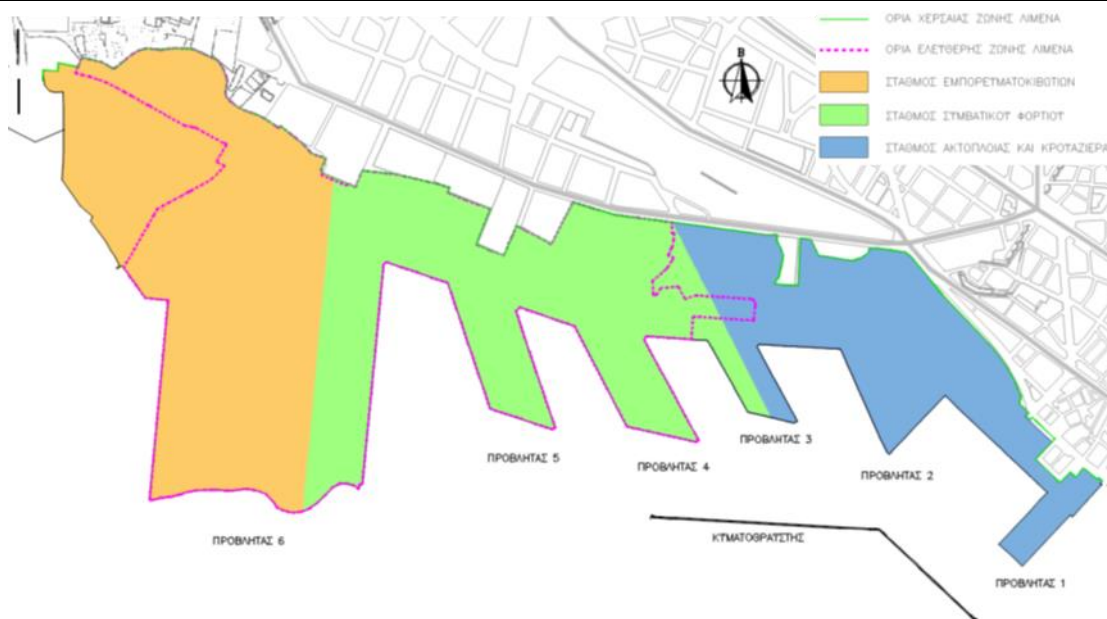 ΟΡΙΑ ΧΕΡΣΑΙΑΣ ΖΩΝΗΣ ΛΙΜΕΝΑ
ΟΡΙΑ ΕΛΕΥΘΕΡΗΣ ΖΩΝΗΣ ΛΙΜΕΝΑ
ΣΤΑΘΜΟΣ ΕΜΠΟΡΕΥΜΑΤΟΚΙΒΩΤΙΩΝ
ΣΤΑΘΜΟΣ ΣΥΜΒΑΤΙΚΟΥ ΦΟΡΤΙΟΥ
ΣΤΑΘΜΟΣ ΑΚΤΟΠΛΟΙΑΣ ΚΑΙ ΚΡΟΥΑΖΙΕΡΑ
Β
ΠΡΟΒΛΗΤΑΣ 3
ΠΡΟΒΛΗΤΑΣ 5
ΠΡΟΒΛΗΤΑΣ 4
ΠΡΟΒΛΗΤΑΣ 2
ΠΡΟΒΛΗΤΑΣ 6
ΚΥΜΑΤΟΘΡΑΥΣΤΗΣ
ΠΡΟΒΛΗΤΑΣ 1